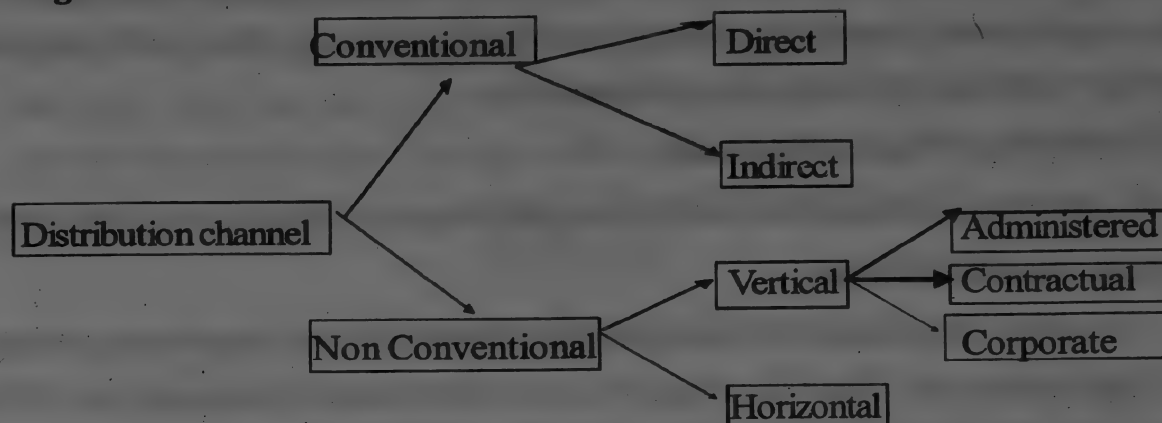 Conventional
Direct
Indirect
Distribution channel
Administered
Vertical
Contractual
Non Conventional
Corporate
Horizontal